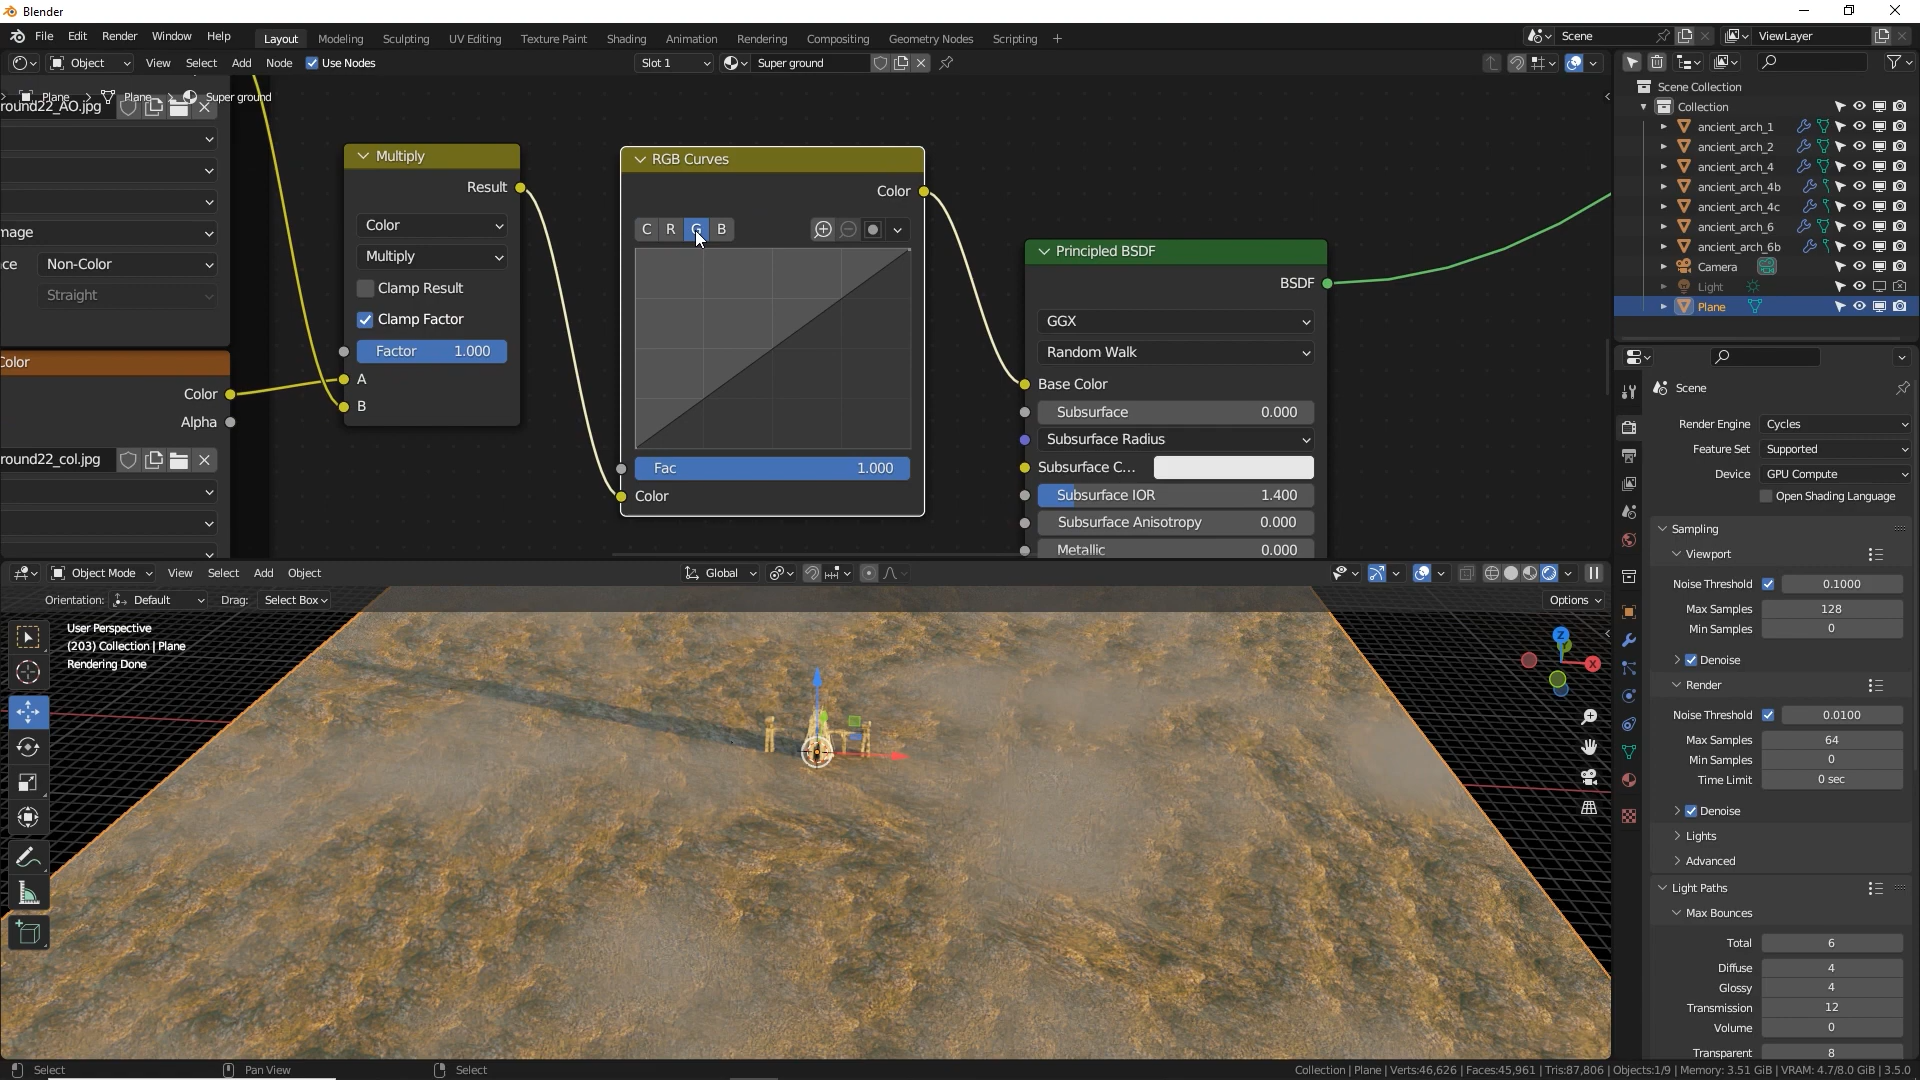 Blender
File Edit Render Window Help Layout Modeling Sculpting UV Editing Texture Paint Shading Animation Rendering Compositing Geometry Nodes Scripting + Scene ViewLayer
Object View Select Add Node Use Nodes Slot 1 Super ground
Plane > Plane > Super ground
round22_AO.jpg
mage
ce Non-Color
Straight
Color
Color
Alpha
round22_col.jpg
Multiply
Result
Color
Multiply
Clamp Result
Clamp Factor
Factor 1.000
A
B
RGB Curves
Color
C R G B
Fac 1.000
Color
Principled BSDF
BSDF
GGX
Random Walk
Base Color
Subsurface 0.000
Subsurface Radius
Subsurface C...
Subsurface IOR 1.400
Subsurface Anisotropy 0.000
Metallic 0.000
Object Mode View Select Add Object Global
Orientation: Default Drag: Select Box Options
User Perspective
(203) Collection | Plane
Rendering Done
Z
X
Scene Collection
Collection
ancient_arch_1
ancient_arch_2
ancient_arch_4
ancient_arch_4b
ancient_arch_4c
ancient_arch_6
ancient_arch_6b
Camera
Light
Plane
Scene
Render Engine Cycles
Feature Set Supported
Device GPU Compute
Open Shading Language
Sampling
Viewport
Noise Threshold 0.1000
Max Samples 128
Min Samples 0
Denoise
Render
Noise Threshold 0.0100
Max Samples 64
Min Samples 0
Time Limit 0 sec
Denoise
Lights
Advanced
Light Paths
Max Bounces
Total 6
Diffuse 4
Glossy 4
Transmission 12
Volume 0
Transparent 8
Select Pan View Select Collection | Plane | Verts:46,626 | Faces:45,961 | Tris:87,806 | Objects:1/9 | Memory: 3.51 GiB | VRAM: 4.7/8.0 GiB | 3.5.0